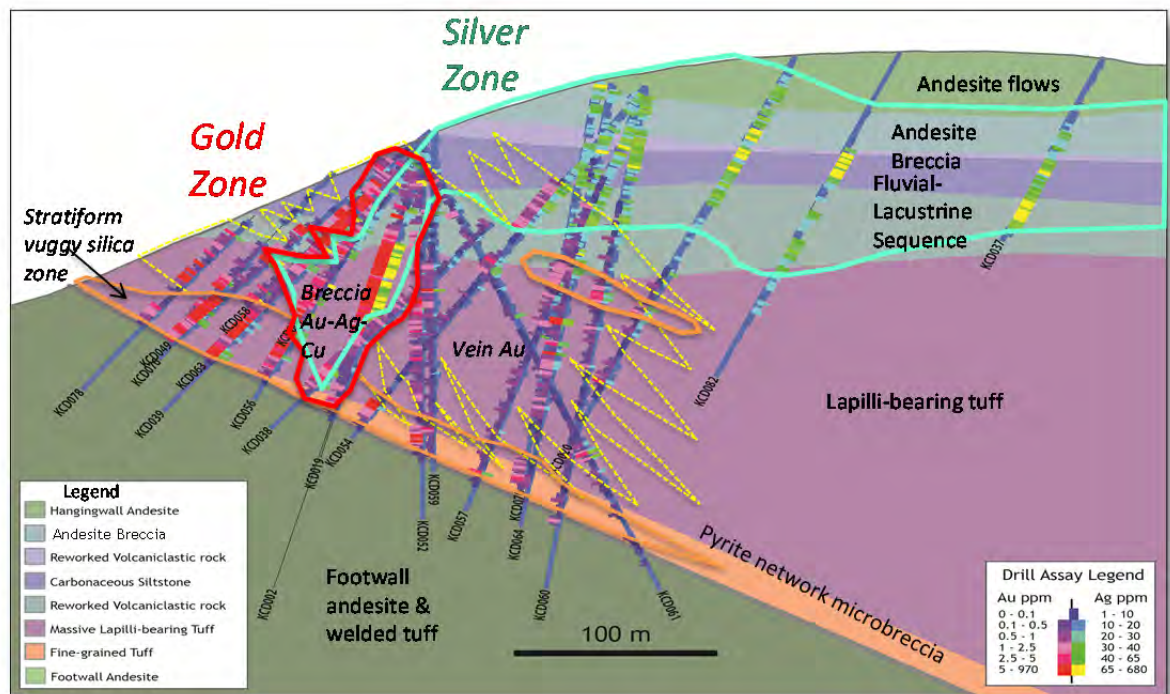 Silver
Zone
Gold
Zone
Stratiform
vuggy silica
zone
Andesite flows
Andesite
Breccia
Fluvial-
Lacustrine
Sequence
Breccia
Au-Ag-
Cu
Vein Au
Lapilli-bearing tuff
Pyrite network microbreccia
Footwall
andesite &
welded tuff
100 m
KCD078
KCD049
KCD058
KCD063
KCD039
KCD056
KCD038
KCD019
KCD002
KCD054
KCD052
KCD059
KCD057
KCD064
KCD060
KCD061
KCD082
KCD037
Legend
Hangingwall Andesite
Andesite Breccia
Reworked Volcaniclastic rock
Carbonaceous Siltstone
Reworked Volcaniclastic rock
Massive Lapilli-bearing Tuff
Fine-grained Tuff
Footwall Andesite
Drill Assay Legend
Au ppm Ag ppm
0 - 0.1 1 - 10
0.1 - 0.5 10 - 20
0.5 - 1 20 - 30
1 - 2.5 30 - 40
2.5 - 5 40 - 65
5 - 970 65 - 680